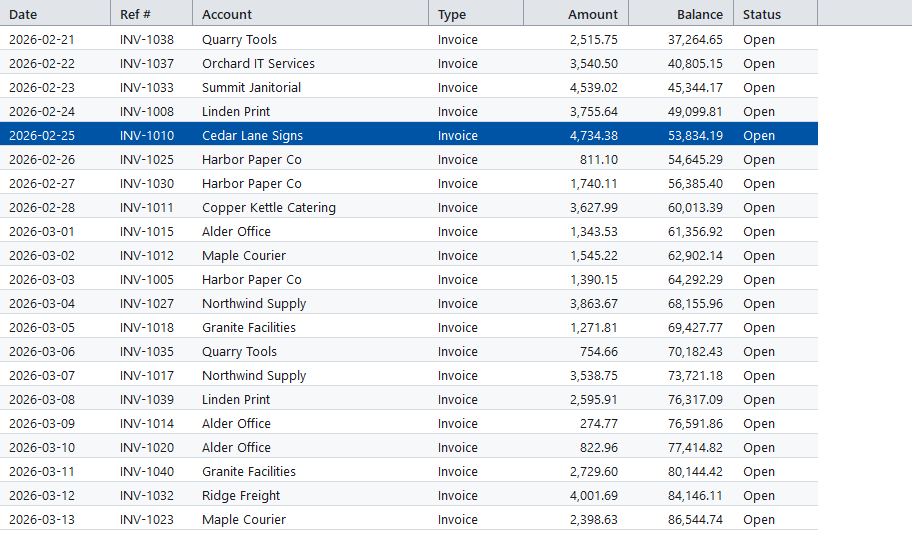 Date Ref # Account Type Amount Balance Status
2026-02-21 INV-1038 Quarry Tools Invoice 2,515.75 37,264.65 Open
2026-02-22 INV-1037 Orchard IT Services Invoice 3,540.50 40,805.15 Open
2026-02-23 INV-1033 Summit Janitorial Invoice 4,539.02 45,344.17 Open
2026-02-24 INV-1008 Linden Print Invoice 3,755.64 49,099.81 Open
2026-02-25 INV-1010 Cedar Lane Signs Invoice 4,734.38 53,834.19 Open
2026-02-26 INV-1025 Harbor Paper Co Invoice 811.10 54,645.29 Open
2026-02-27 INV-1030 Harbor Paper Co Invoice 1,740.11 56,385.40 Open
2026-02-28 INV-1011 Copper Kettle Catering Invoice 3,627.99 60,013.39 Open
2026-03-01 INV-1015 Alder Office Invoice 1,343.53 61,356.92 Open
2026-03-02 INV-1012 Maple Courier Invoice 1,545.22 62,902.14 Open
2026-03-03 INV-1005 Harbor Paper Co Invoice 1,390.15 64,292.29 Open
2026-03-04 INV-1027 Northwind Supply Invoice 3,863.67 68,155.96 Open
2026-03-05 INV-1018 Granite Facilities Invoice 1,271.81 69,427.77 Open
2026-03-06 INV-1035 Quarry Tools Invoice 754.66 70,182.43 Open
2026-03-07 INV-1017 Northwind Supply Invoice 3,538.75 73,721.18 Open
2026-03-08 INV-1039 Linden Print Invoice 2,595.91 76,317.09 Open
2026-03-09 INV-1014 Alder Office Invoice 274.77 76,591.86 Open
2026-03-10 INV-1020 Alder Office Invoice 822.96 77,414.82 Open
2026-03-11 INV-1040 Granite Facilities Invoice 2,729.60 80,144.42 Open
2026-03-12 INV-1032 Ridge Freight Invoice 4,001.69 84,146.11 Open
2026-03-13 INV-1023 Maple Courier Invoice 2,398.63 86,544.74 Open